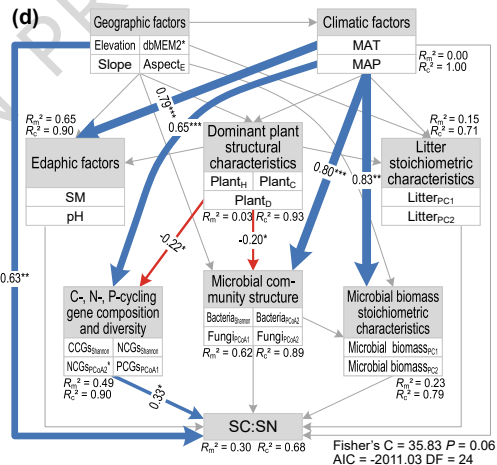 (d)
Geographic factors
Elevation dbMEM2*
Slope Aspect_E
Climatic factors
MAT
MAP
R_m² = 0.00
R_c² = 1.00
R_m² = 0.65
R_c² = 0.90
0.79***
0.65***
R_m² = 0.15
R_c² = 0.71
Edaphic factors
SM
pH
Dominant plant
structural
characteristics
Plant_H Plant_C
Plant_D
R_m² = 0.03 R_c² = 0.93
Litter
stoichiometric
characteristics
Litter_PC1
Litter_PC2
0.80***
0.83**
-0.22*
-0.20*
0.63**
C-, N-, P-cycling
gene composition
and diversity
CCGs_Shannon NCGs_Shannon
NCGs_PCoA2* PCGs_PCoA1
R_m² = 0.49
R_c² = 0.90
Microbial com-
munity structure
Bacteria_Shannon Bacteria_PCoA2
Fungi_PCoA1 Fungi_PCoA2
R_m² = 0.62 R_c² = 0.89
Microbial biomass
stoichiometric
characteristics
Microbial biomass_PC1
Microbial biomass_PC2
R_m² = 0.23
R_c² = 0.79
0.33*
SC:SN
R_m² = 0.30 R_c² = 0.68
Fisher's C = 35.83 P = 0.06
AIC = -2011.03 DF = 24